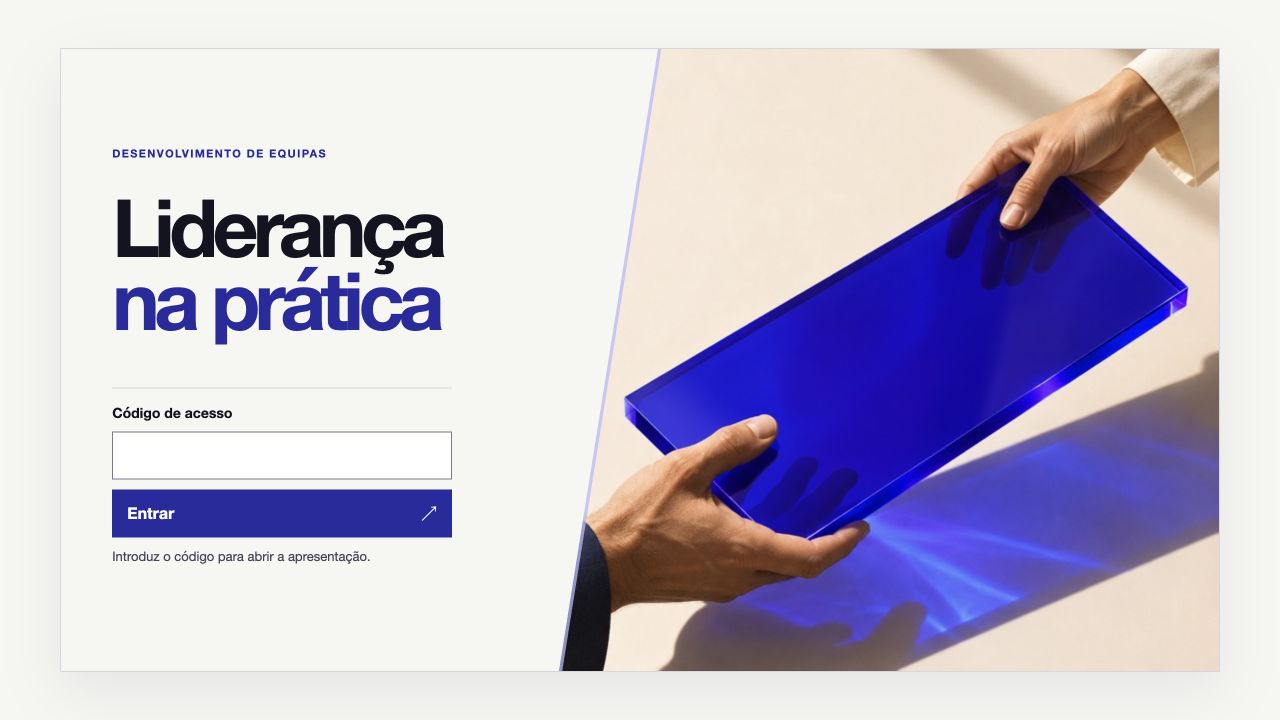 DESENVOLVIMENTO DE EQUIPAS
Liderança
na prática
Código de acesso
Entrar
Introduz o código para abrir a apresentação.